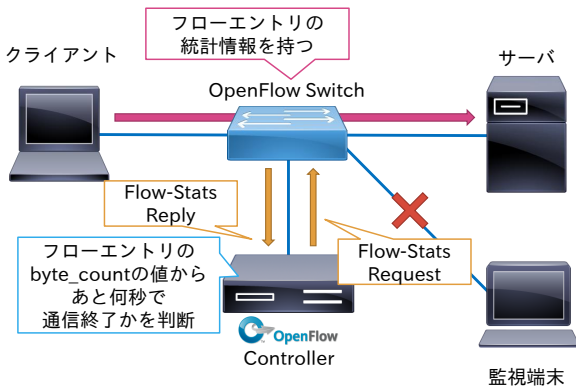 フローエントリの
統計情報を持つ
クライアント
サーバ
OpenFlow Switch
Flow-Stats
Reply
Flow-Stats
Request
フローエントリの
byte_countの値から
あと何秒で
通信終了かを判断
OpenFlow
Controller
監視端末